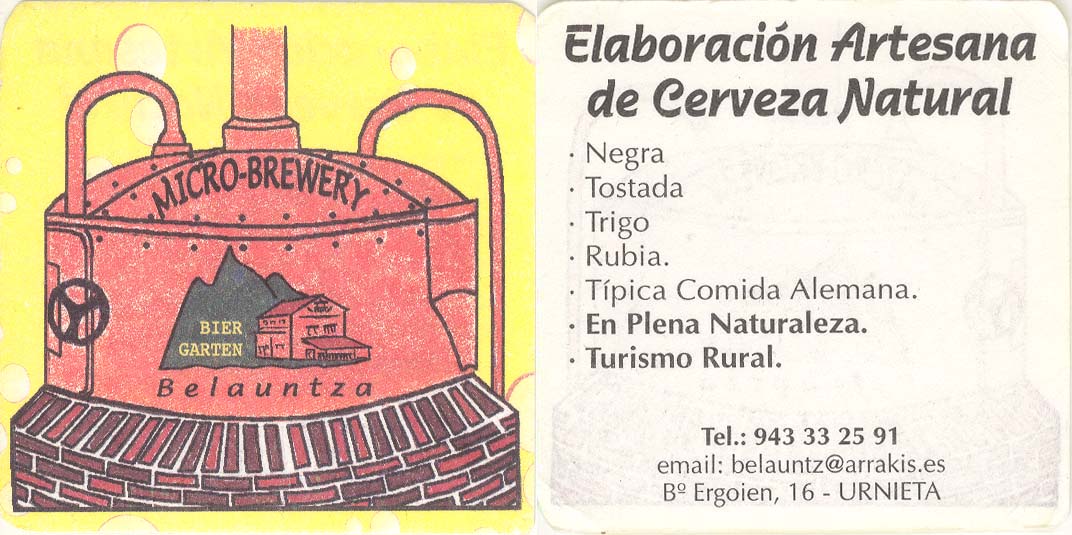 MICRO-BREWERY
BIER
GARTEN
Belauntza
Elaboración Artesana
de Cerveza Natural
· Negra
· Tostada
· Trigo
· Rubia.
· Típica Comida Alemana.
· En Plena Naturaleza.
· Turismo Rural.
Tel.: 943 33 25 91
email: belauntz@arrakis.es
Bº Ergoien, 16 - URNIETA